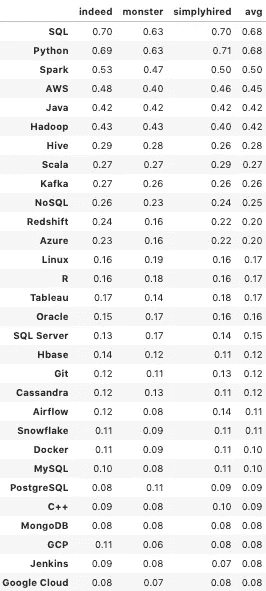 indeed monster simplyhired avg
SQL 0.70 0.63 0.70 0.68
Python 0.69 0.63 0.71 0.68
Spark 0.53 0.47 0.50 0.50
AWS 0.48 0.40 0.46 0.45
Java 0.42 0.42 0.42 0.42
Hadoop 0.43 0.43 0.40 0.42
Hive 0.29 0.28 0.26 0.28
Scala 0.27 0.27 0.29 0.27
Kafka 0.27 0.26 0.26 0.26
NoSQL 0.26 0.23 0.24 0.25
Redshift 0.24 0.16 0.22 0.20
Azure 0.23 0.16 0.22 0.20
Linux 0.16 0.19 0.16 0.17
R 0.16 0.18 0.16 0.17
Tableau 0.17 0.14 0.18 0.17
Oracle 0.15 0.17 0.16 0.16
SQL Server 0.13 0.17 0.14 0.15
Hbase 0.14 0.12 0.11 0.12
Git 0.12 0.11 0.13 0.12
Cassandra 0.12 0.13 0.11 0.12
Airflow 0.12 0.08 0.14 0.11
Snowflake 0.11 0.09 0.11 0.11
Docker 0.11 0.09 0.11 0.10
MySQL 0.10 0.08 0.11 0.10
PostgreSQL 0.08 0.11 0.09 0.09
C++ 0.09 0.08 0.10 0.09
MongoDB 0.08 0.08 0.08 0.08
GCP 0.11 0.06 0.08 0.08
Jenkins 0.09 0.08 0.07 0.08
Google Cloud 0.08 0.07 0.08 0.08